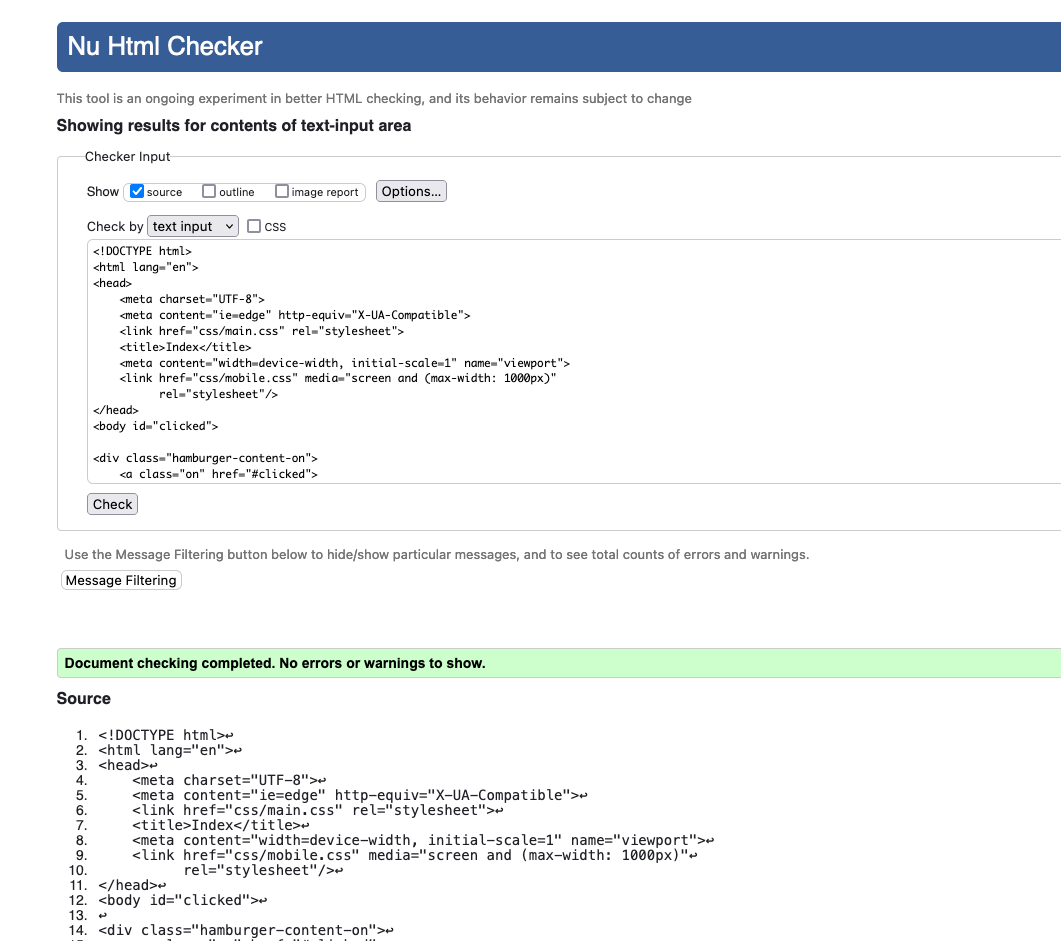 Nu Html Checker
This tool is an ongoing experiment in better HTML checking, and its behavior remains subject to change
Showing results for contents of text-input area
Checker Input
Show source outline image report Options...
Check by text input CSS
<!DOCTYPE html>
<html lang="en">
<head>
    <meta charset="UTF-8">
    <meta content="ie=edge" http-equiv="X-UA-Compatible">
    <link href="css/main.css" rel="stylesheet">
    <title>Index</title>
    <meta content="width=device-width, initial-scale=1" name="viewport">
    <link href="css/mobile.css" media="screen and (max-width: 1000px)"
          rel="stylesheet"/>
</head>
<body id="clicked">
<div class="hamburger-content-on">
    <a class="on" href="#clicked">
Check
Use the Message Filtering button below to hide/show particular messages, and to see total counts of errors and warnings.
Message Filtering
Document checking completed. No errors or warnings to show.
Source
1. <!DOCTYPE html>↩
2. <html lang="en">↩
3. <head>↩
4.     <meta charset="UTF-8">↩
5.     <meta content="ie=edge" http-equiv="X-UA-Compatible">↩
6.     <link href="css/main.css" rel="stylesheet">↩
7.     <title>Index</title>↩
8.     <meta content="width=device-width, initial-scale=1" name="viewport">↩
9.     <link href="css/mobile.css" media="screen and (max-width: 1000px)"↩
10.           rel="stylesheet"/>↩
11. </head>↩
12. <body id="clicked">↩
13. ↩
14. <div class="hamburger-content-on">↩